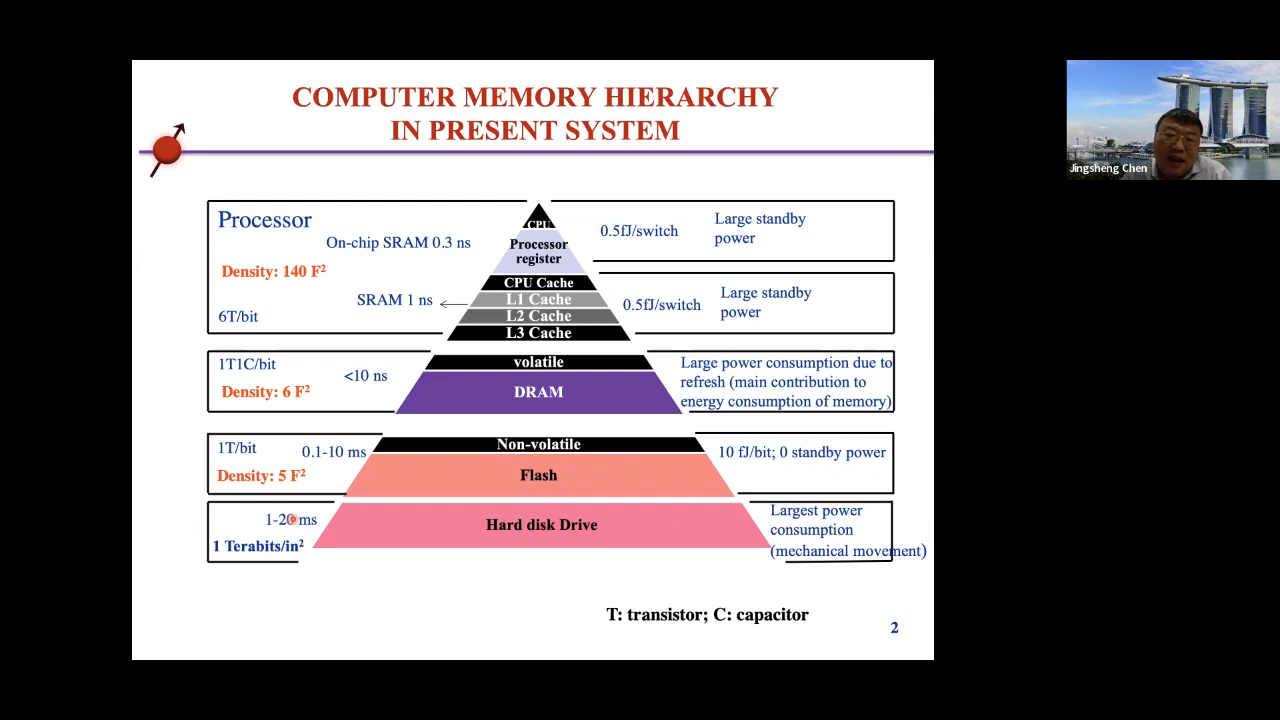 COMPUTER MEMORY HIERARCHY
IN PRESENT SYSTEM
Jingsheng Chen
Processor
On-chip SRAM 0.3 ns
Density: 140 F²
SRAM 1 ns
6T/bit
CPU
Processor
register
CPU Cache
L1 Cache
L2 Cache
L3 Cache
0.5fJ/switch
Large standby
power
0.5fJ/switch
Large standby
power
1T1C/bit
<10 ns
Density: 6 F²
volatile
DRAM
Large power consumption due to
refresh (main contribution to
energy consumption of memory)
1T/bit
0.1-10 ms
Density: 5 F²
Non-volatile
Flash
10 fJ/bit; 0 standby power
1-20 ms
1 Terabits/in²
Hard disk Drive
Largest power
consumption
(mechanical movement)
T: transistor; C: capacitor
2